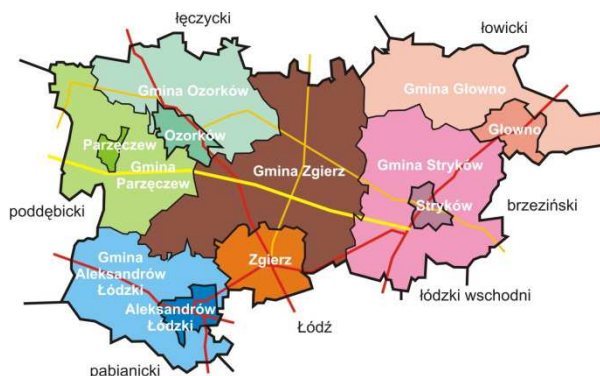 łęczycki
łowicki
Gmina Ozorków
Gmina Głowno
Ozorków
Głowno
Parzęczew
Gmina
Parzęczew
Gmina Zgierz
Gmina Stryków
Stryków
poddębicki
brzeziński
Gmina
Aleksandrów
Łódzki
Zgierz
łódzki wschodni
Aleksandrów
Łódzki
Łódź
pabianicki